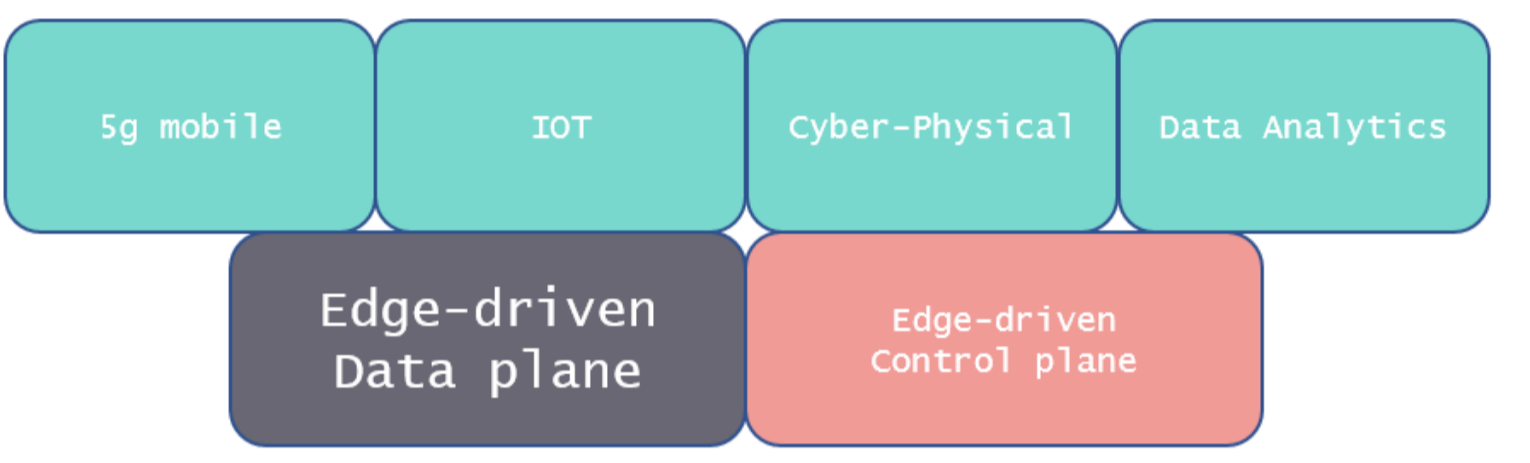 5g mobile
IOT
Cyber-Physical
Data Analytics
Edge-driven
Data plane
Edge-driven
Control plane